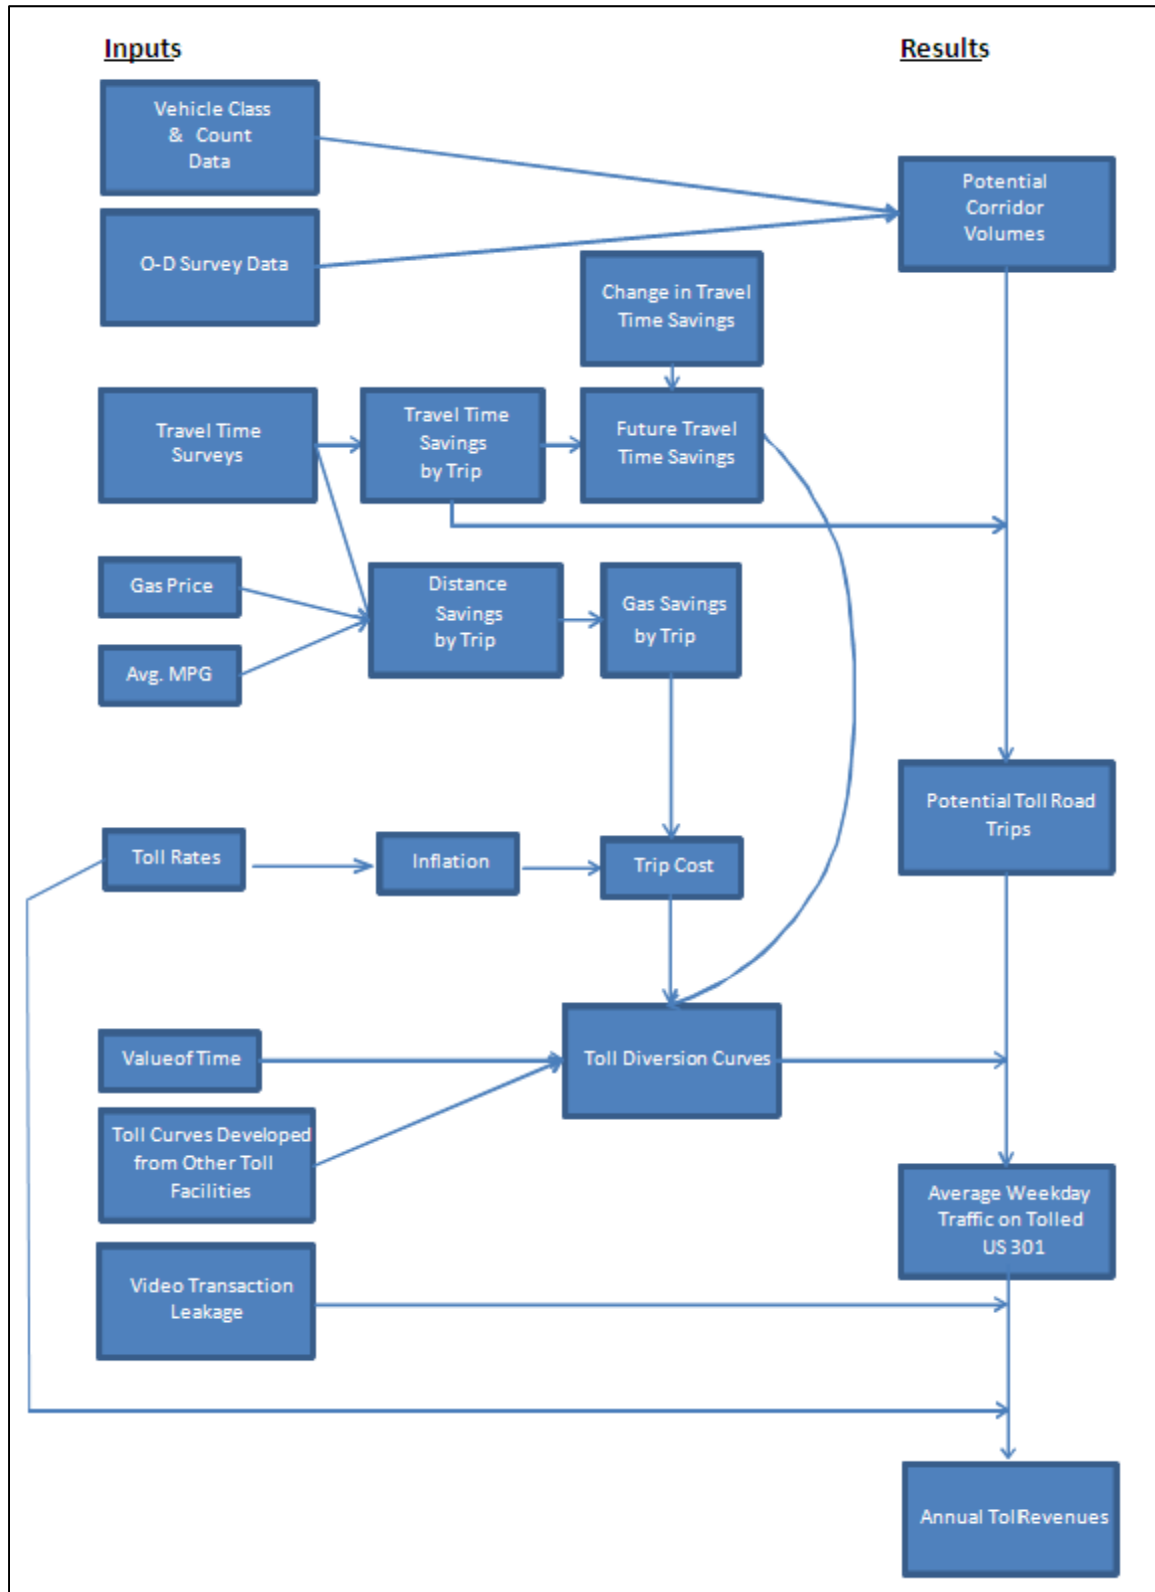 Inputs
Results
Vehicle Class
& Count
Data
Potential
Corridor
Volumes
O-D Survey Data
Change in Travel
Time Savings
Travel Time
Surveys
Travel Time
Savings
by Trip
Future Travel
Time Savings
Gas Price
Distance
Savings
by Trip
Gas Savings
by Trip
Avg. MPG
Potential Toll Road
Trips
Toll Rates
Inflation
Trip Cost
Valueof Time
Toll Diversion Curves
Toll Curves Developed
from Other Toll
Facilities
Average Weekday
Traffic on Tolled
US 301
Video Transaction
Leakage
Annual TollRevenues